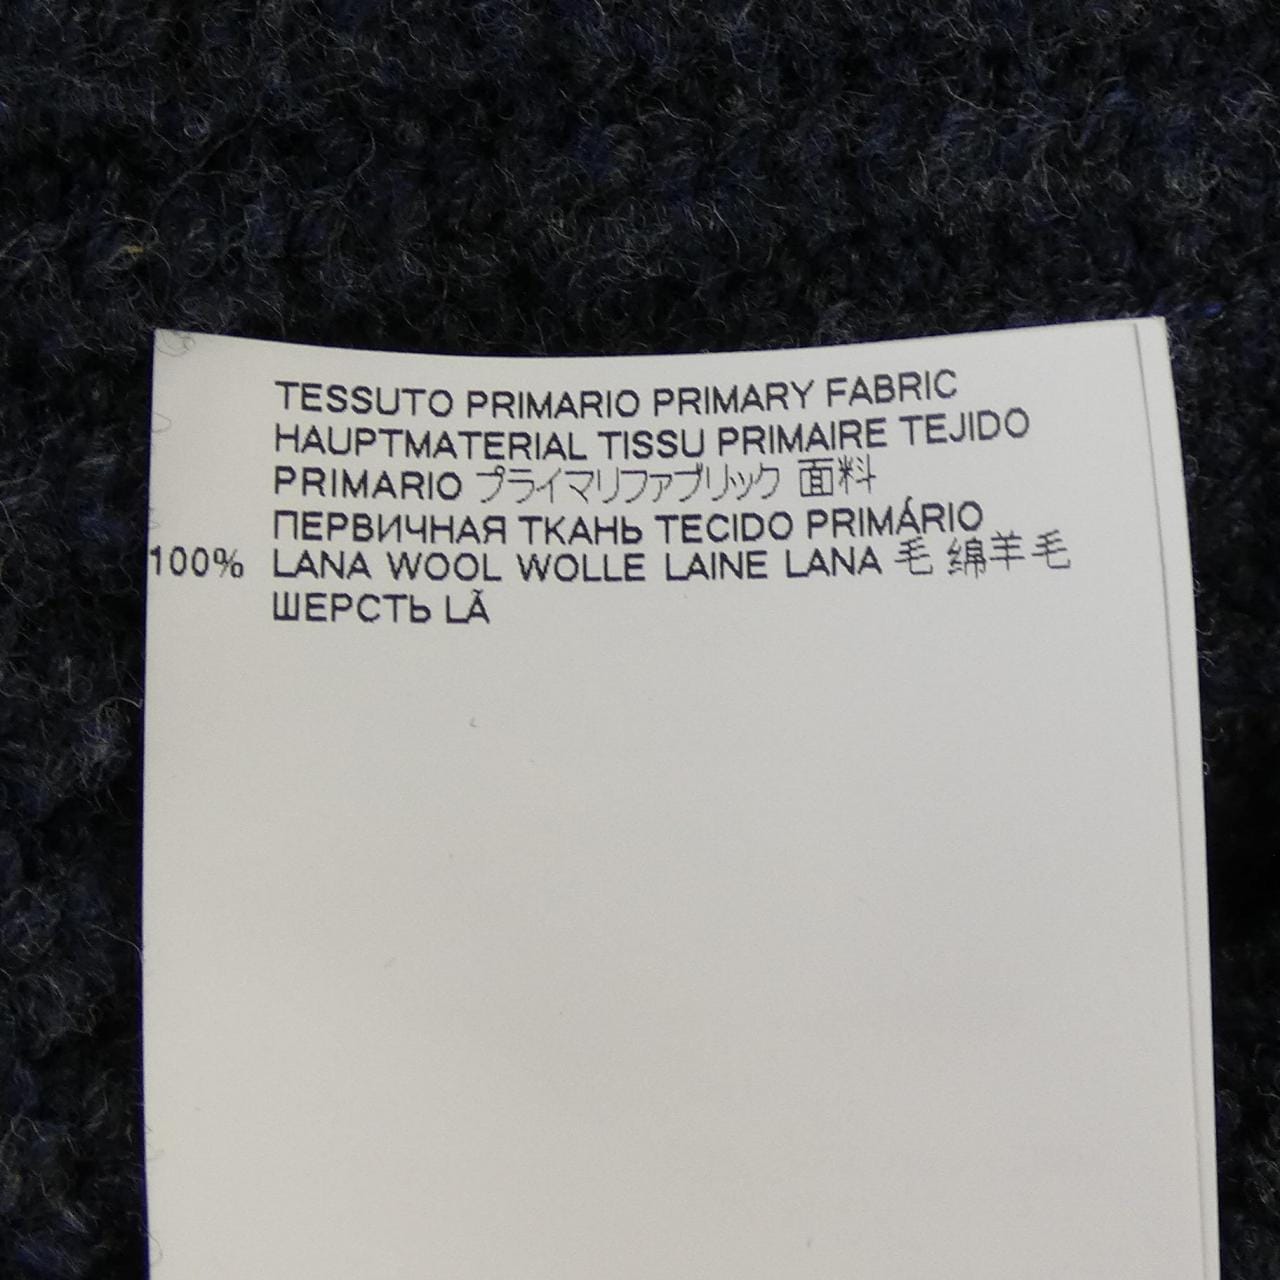 TESSUTO PRIMARIO PRIMARY FABRIC
HAUPTMATERIAL TISSU PRIMAIRE TEJIDO
PRIMARIO プライマリファブリック 面料
ПЕРВИЧНАЯ ТКАНЬ TECIDO PRIMÁRIO
100% LANA WOOL WOLLE LAINE LANA 毛 绵羊毛
ШЕРСТЬ LÃ